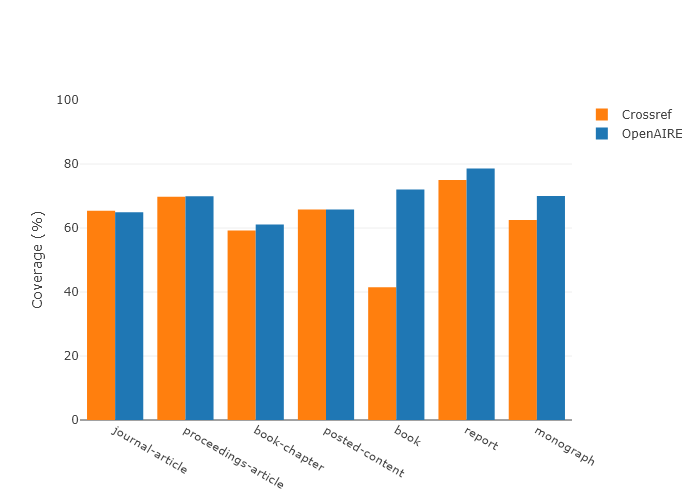 100
80
60
40
20
0
Coverage (%)
journal-article
proceedings-article
book-chapter
posted-content
book
report
monograph
Crossref
OpenAIRE